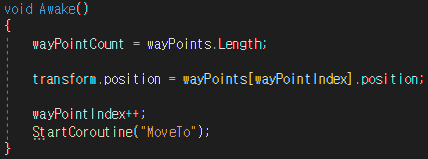 void Awake()
{
wayPointCount = wayPoints.Length;
transform.position = wayPoints[wayPointIndex].position;
wayPointIndex++;
StartCoroutine("MoveTo");
}